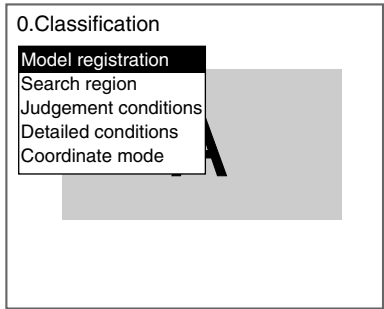 0.Classification
Model registration
Search region
Judgement conditions
Detailed conditions
Coordinate mode
A